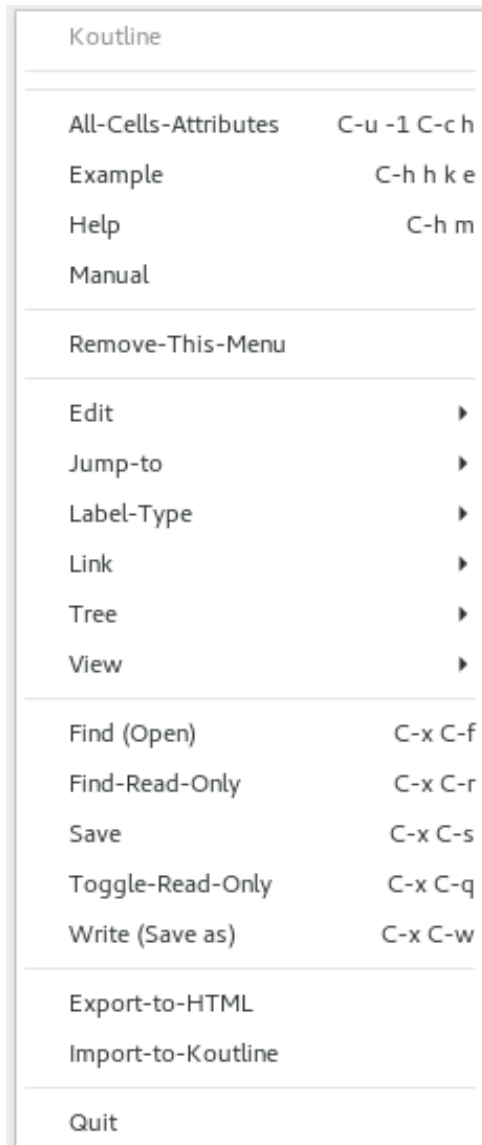 Koutline
All-Cells-Attributes C-u -1 C-c h
Example C-h h k e
Help C-h m
Manual
Remove-This-Menu
Edit
Jump-to
Label-Type
Link
Tree
View
Find (Open) C-x C-f
Find-Read-Only C-x C-r
Save C-x C-s
Toggle-Read-Only C-x C-q
Write (Save as) C-x C-w
Export-to-HTML
Import-to-Koutline
Quit